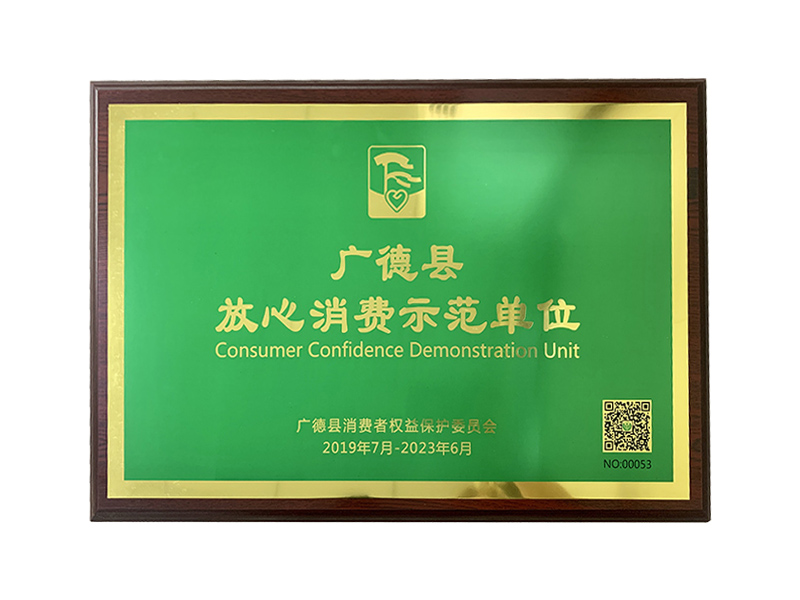 广德县
放心消费示范单位
Consumer Confidence Demonstration Unit
广德县消费者权益保护委员会
2019年7月-2023年6月
NO:00053